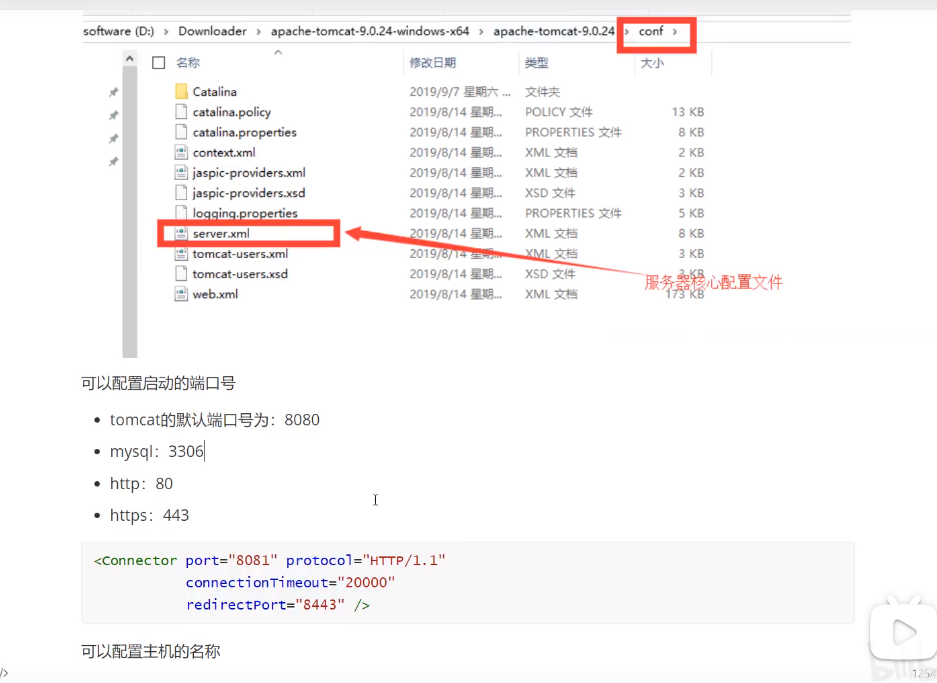 software (D:) › Downloader › apache-tomcat-9.0.24-windows-x64 › apache-tomcat-9.0.24 › conf ›
名称 修改日期 类型 大小
Catalina 2019/9/7 星期六 ... 文件夹
catalina.policy 2019/8/14 星期... POLICY 文件 13 KB
catalina.properties 2019/8/14 星期... PROPERTIES 文件 8 KB
context.xml 2019/8/14 星期... XML 文档 2 KB
jaspic-providers.xml 2019/8/14 星期... XML 文档 2 KB
jaspic-providers.xsd 2019/8/14 星期... XSD 文件 3 KB
logging.properties 2019/8/14 星期... PROPERTIES 文件 5 KB
server.xml 2019/8/14 星期... XML 文档 8 KB
tomcat-users.xml 2019/8/14 星期... XML 文档 3 KB
tomcat-users.xsd 2019/8/14 星期... XSD 文件 3 KB
服务器核心配置文件
web.xml 2019/8/14 星期... XML 文档 173 KB
可以配置启动的端口号
tomcat的默认端口号为：8080
mysql：3306
http：80
https：443
<Connector port="8081" protocol="HTTP/1.1"
connectionTimeout="20000"
redirectPort="8443" />
可以配置主机的名称
/>